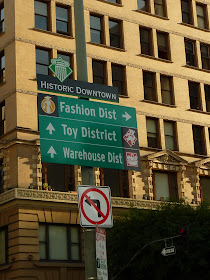 HISTORIC DOWNTOWN
Fashion Dist
Toy District
Warehouse Dist